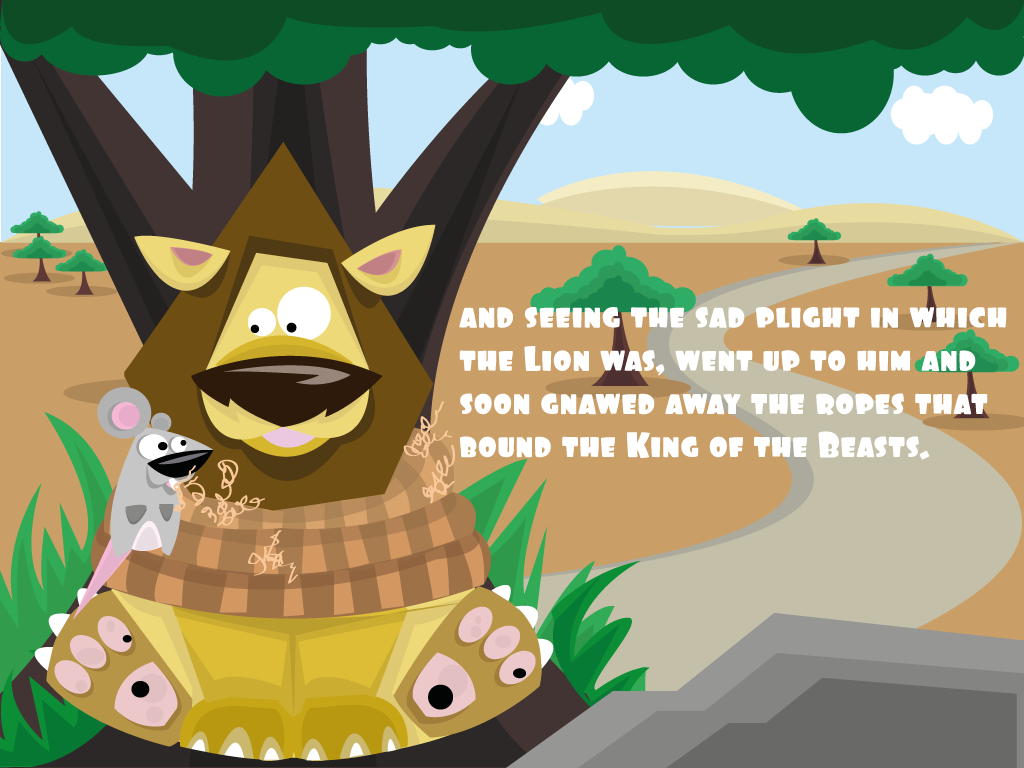 and seeing the sad plight in which
the Lion was, went up to him and
soon gnawed away the ropes that
bound the King of the Beasts.